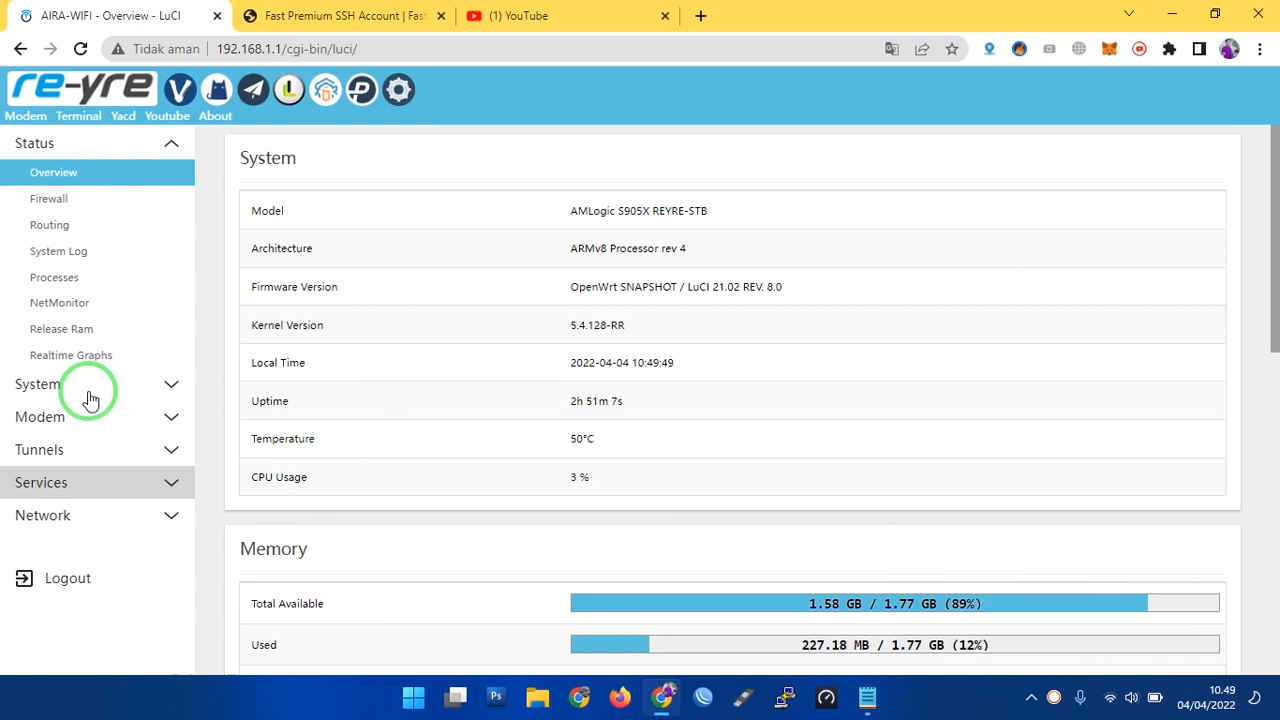 AIRA-WIFI - Overview - LuCI
Fast Premium SSH Account | Fast
(1) YouTube
Tidak aman
192.168.1.1/cgi-bin/luci/
re-yre
Modem Terminal Yacd Youtube About
Status
Overview
Firewall
Routing
System Log
Processes
NetMonitor
Release Ram
Realtime Graphs
System
Modem
Tunnels
Services
Network
Logout
System
Model AMLogic S905X REYRE-STB
Architecture ARMv8 Processor rev 4
Firmware Version OpenWrt SNAPSHOT / LuCI 21.02 REV. 8.0
Kernel Version 5.4.128-RR
Local Time 2022-04-04 10:49:49
Uptime 2h 51m 7s
Temperature 50°C
CPU Usage 3 %
Memory
Total Available 1.58 GB / 1.77 GB (89%)
Used 227.18 MB / 1.77 GB (12%)
Ps
10.49
04/04/2022